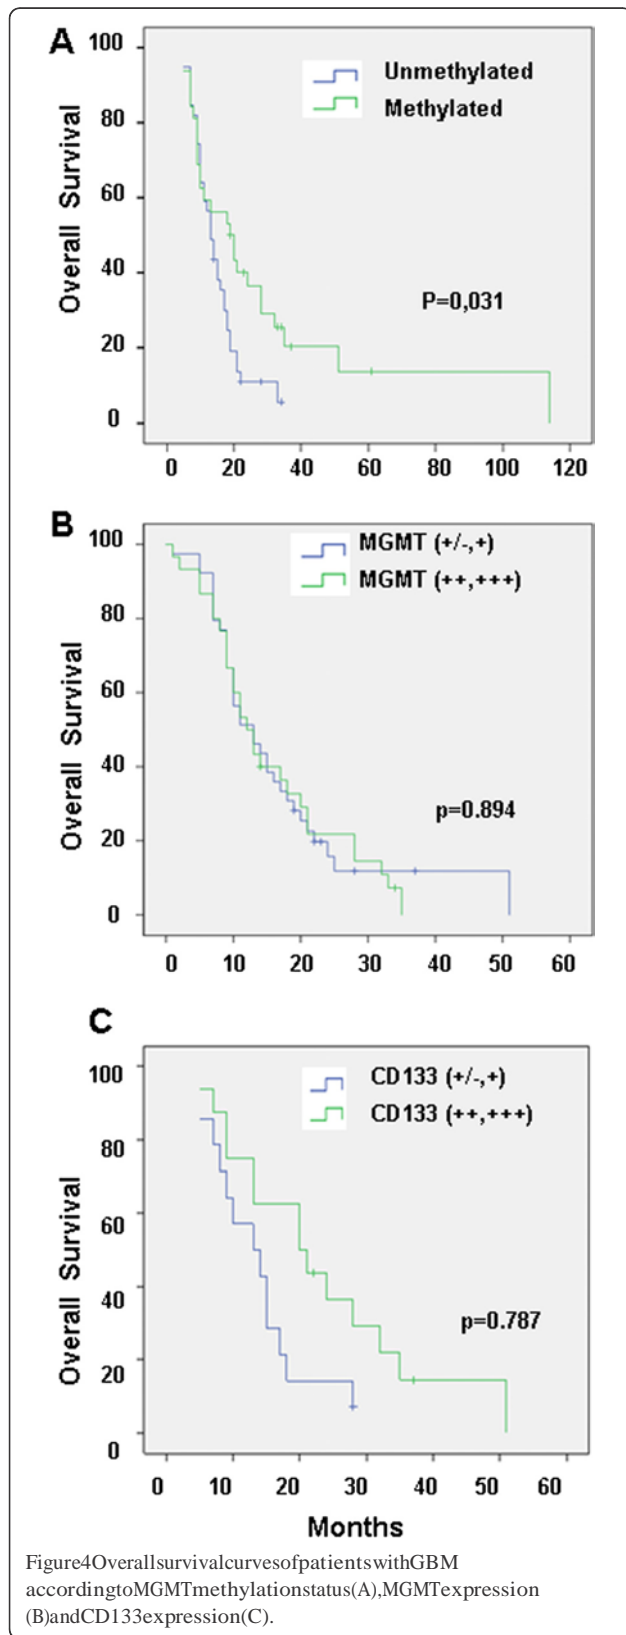 A
Unmethylated
Methylated
Overall Survival
100
80
60
40
20
0
P=0,031
0 20 40 60 80 100 120
B
MGMT (+/-,+)
MGMT (++,+++)
Overall Survival
100
80
60
40
20
0
p=0.894
0 10 20 30 40 50 60
C
CD133 (+/-,+)
CD133 (++,+++)
Overall Survival
100
80
60
40
20
0
p=0.787
0 10 20 30 40 50 60
Months
Figure4OverallsurvivalcurvesofpatientswithGBM
accordingtoMGMTmethylationstatus(A),MGMTexpression
(B)andCD133expression(C).